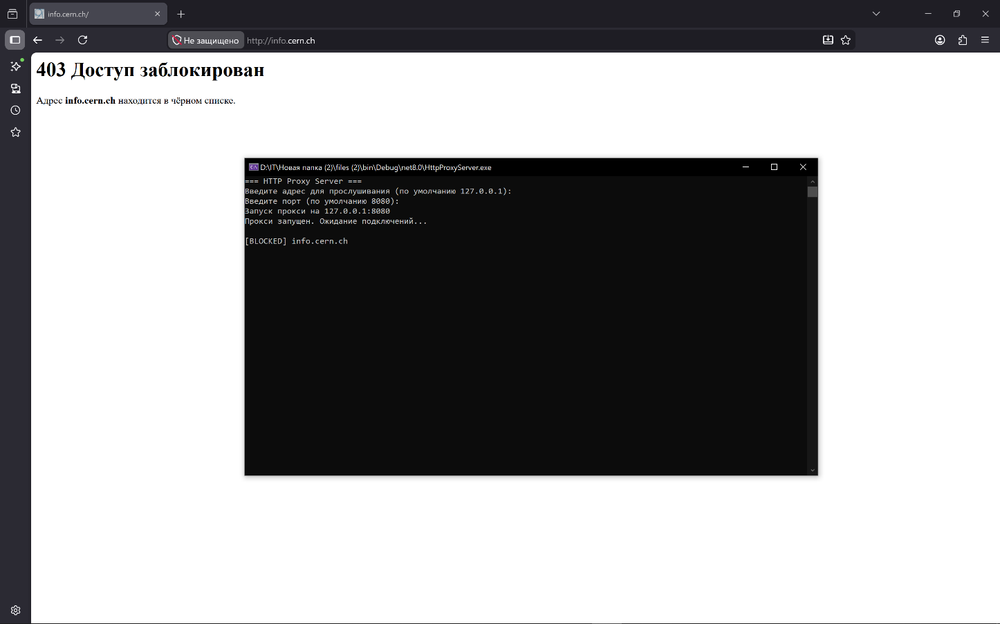 info.cern.ch/
Не защищено
http://info.cern.ch
403 Доступ заблокирован
Адрес info.cern.ch находится в чёрном списке.
D:\IT\Новая папка (2)\files (2)\bin\Debug\net8.0\HttpProxyServer.exe
=== HTTP Proxy Server ===
Введите адрес для прослушивания (по умолчанию 127.0.0.1):
Введите порт (по умолчанию 8080):
Запуск прокси на 127.0.0.1:8080
Прокси запущен. Ожидание подключений...
[BLOCKED] info.cern.ch